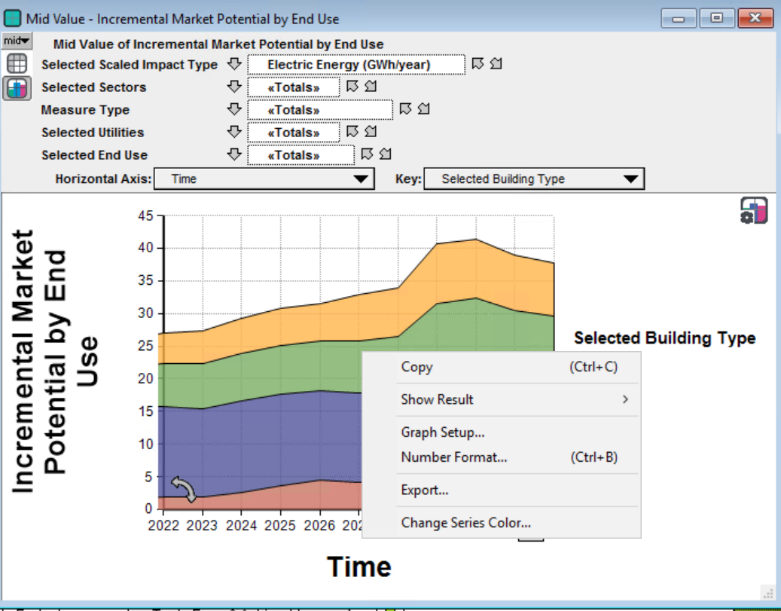 Mid Value - Incremental Market Potential by End Use
mid
Mid Value of Incremental Market Potential by End Use
Selected Scaled Impact Type Electric Energy (GWh/year)
Selected Sectors «Totals»
Measure Type «Totals»
Selected Utilities «Totals»
Selected End Use «Totals»
Horizontal Axis: Time Key: Selected Building Type
Incremental Market
Potential by End
Use
45
40
35
30
25
20
15
10
5
0
2022 2023 2024 2025 2026
Time
Selected Building Type
Copy (Ctrl+C)
Show Result
Graph Setup...
Number Format... (Ctrl+B)
Export...
Change Series Color...